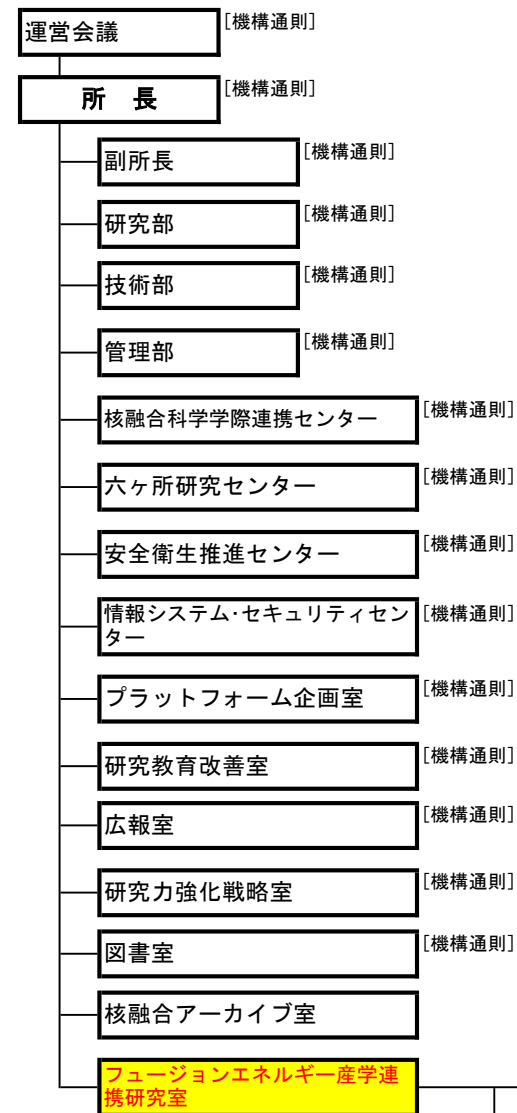 運営会議 [機構通則]
所　長 [機構通則]
副所長 [機構通則]
研究部 [機構通則]
技術部 [機構通則]
管理部 [機構通則]
核融合科学学際連携センター [機構通則]
六ヶ所研究センター [機構通則]
安全衛生推進センター [機構通則]
情報システム･セキュリティセン [機構通則]
ター
プラットフォーム企画室 [機構通則]
研究教育改善室 [機構通則]
広報室 [機構通則]
研究力強化戦略室 [機構通則]
図書室 [機構通則]
核融合アーカイブ室
フュージョンエネルギー産学連
携研究室